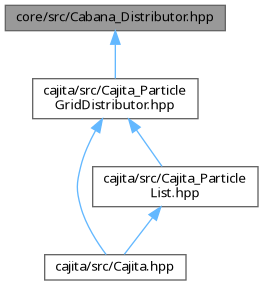 core/src/Cabana_Distributor.hpp
cajita/src/Cajita_Particle
GridDistributor.hpp
cajita/src/Cajita_Particle
List.hpp
cajita/src/Cajita.hpp